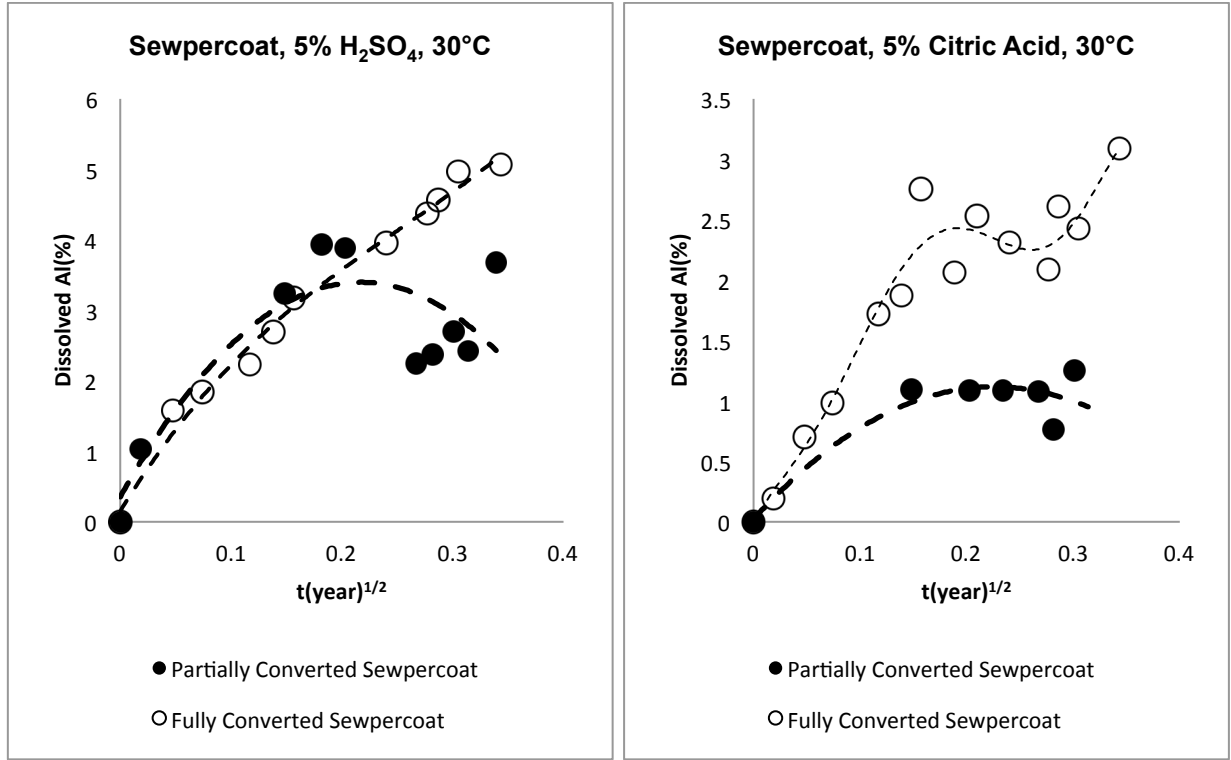 Sewpercoat, 5% H₂SO₄, 30°C
Dissolved Al(%)
6
5
4
3
2
1
0
0 0.1 0.2 0.3 0.4
t(year)¹/²
● Partially Converted Sewpercoat
○ Fully Converted Sewpercoat
Sewpercoat, 5% Citric Acid, 30°C
Dissolved Al(%)
3.5
3
2.5
2
1.5
1
0.5
0
0 0.1 0.2 0.3 0.4
t(year)¹/²
● Partially Converted Sewpercoat
○ Fully Converted Sewpercoat